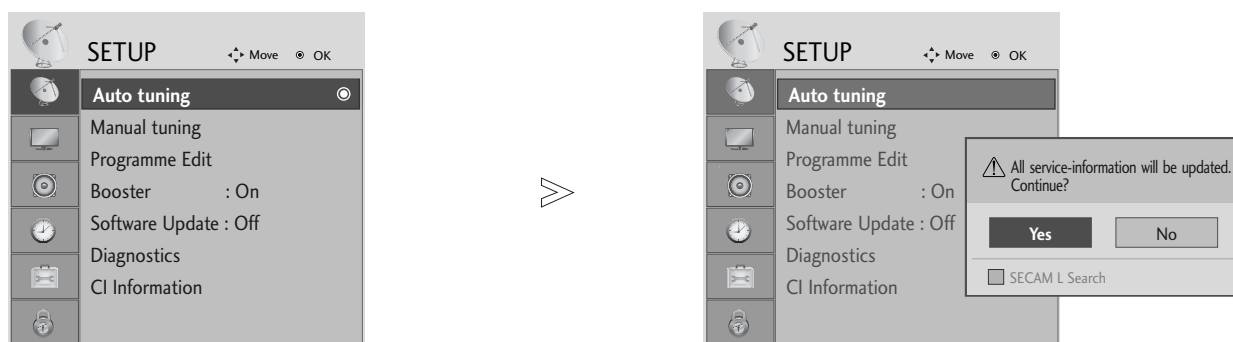 SETUP Move OK
Auto tuning
Manual tuning
Programme Edit
Booster : On
Software Update : Off
Diagnostics
CI Information
SETUP Move OK
Auto tuning
Manual tuning
Programme Edit
Booster : On
Software Update : Off
Diagnostics
CI Information
All service-information will be updated.
Continue?
Yes No
SECAM L Search